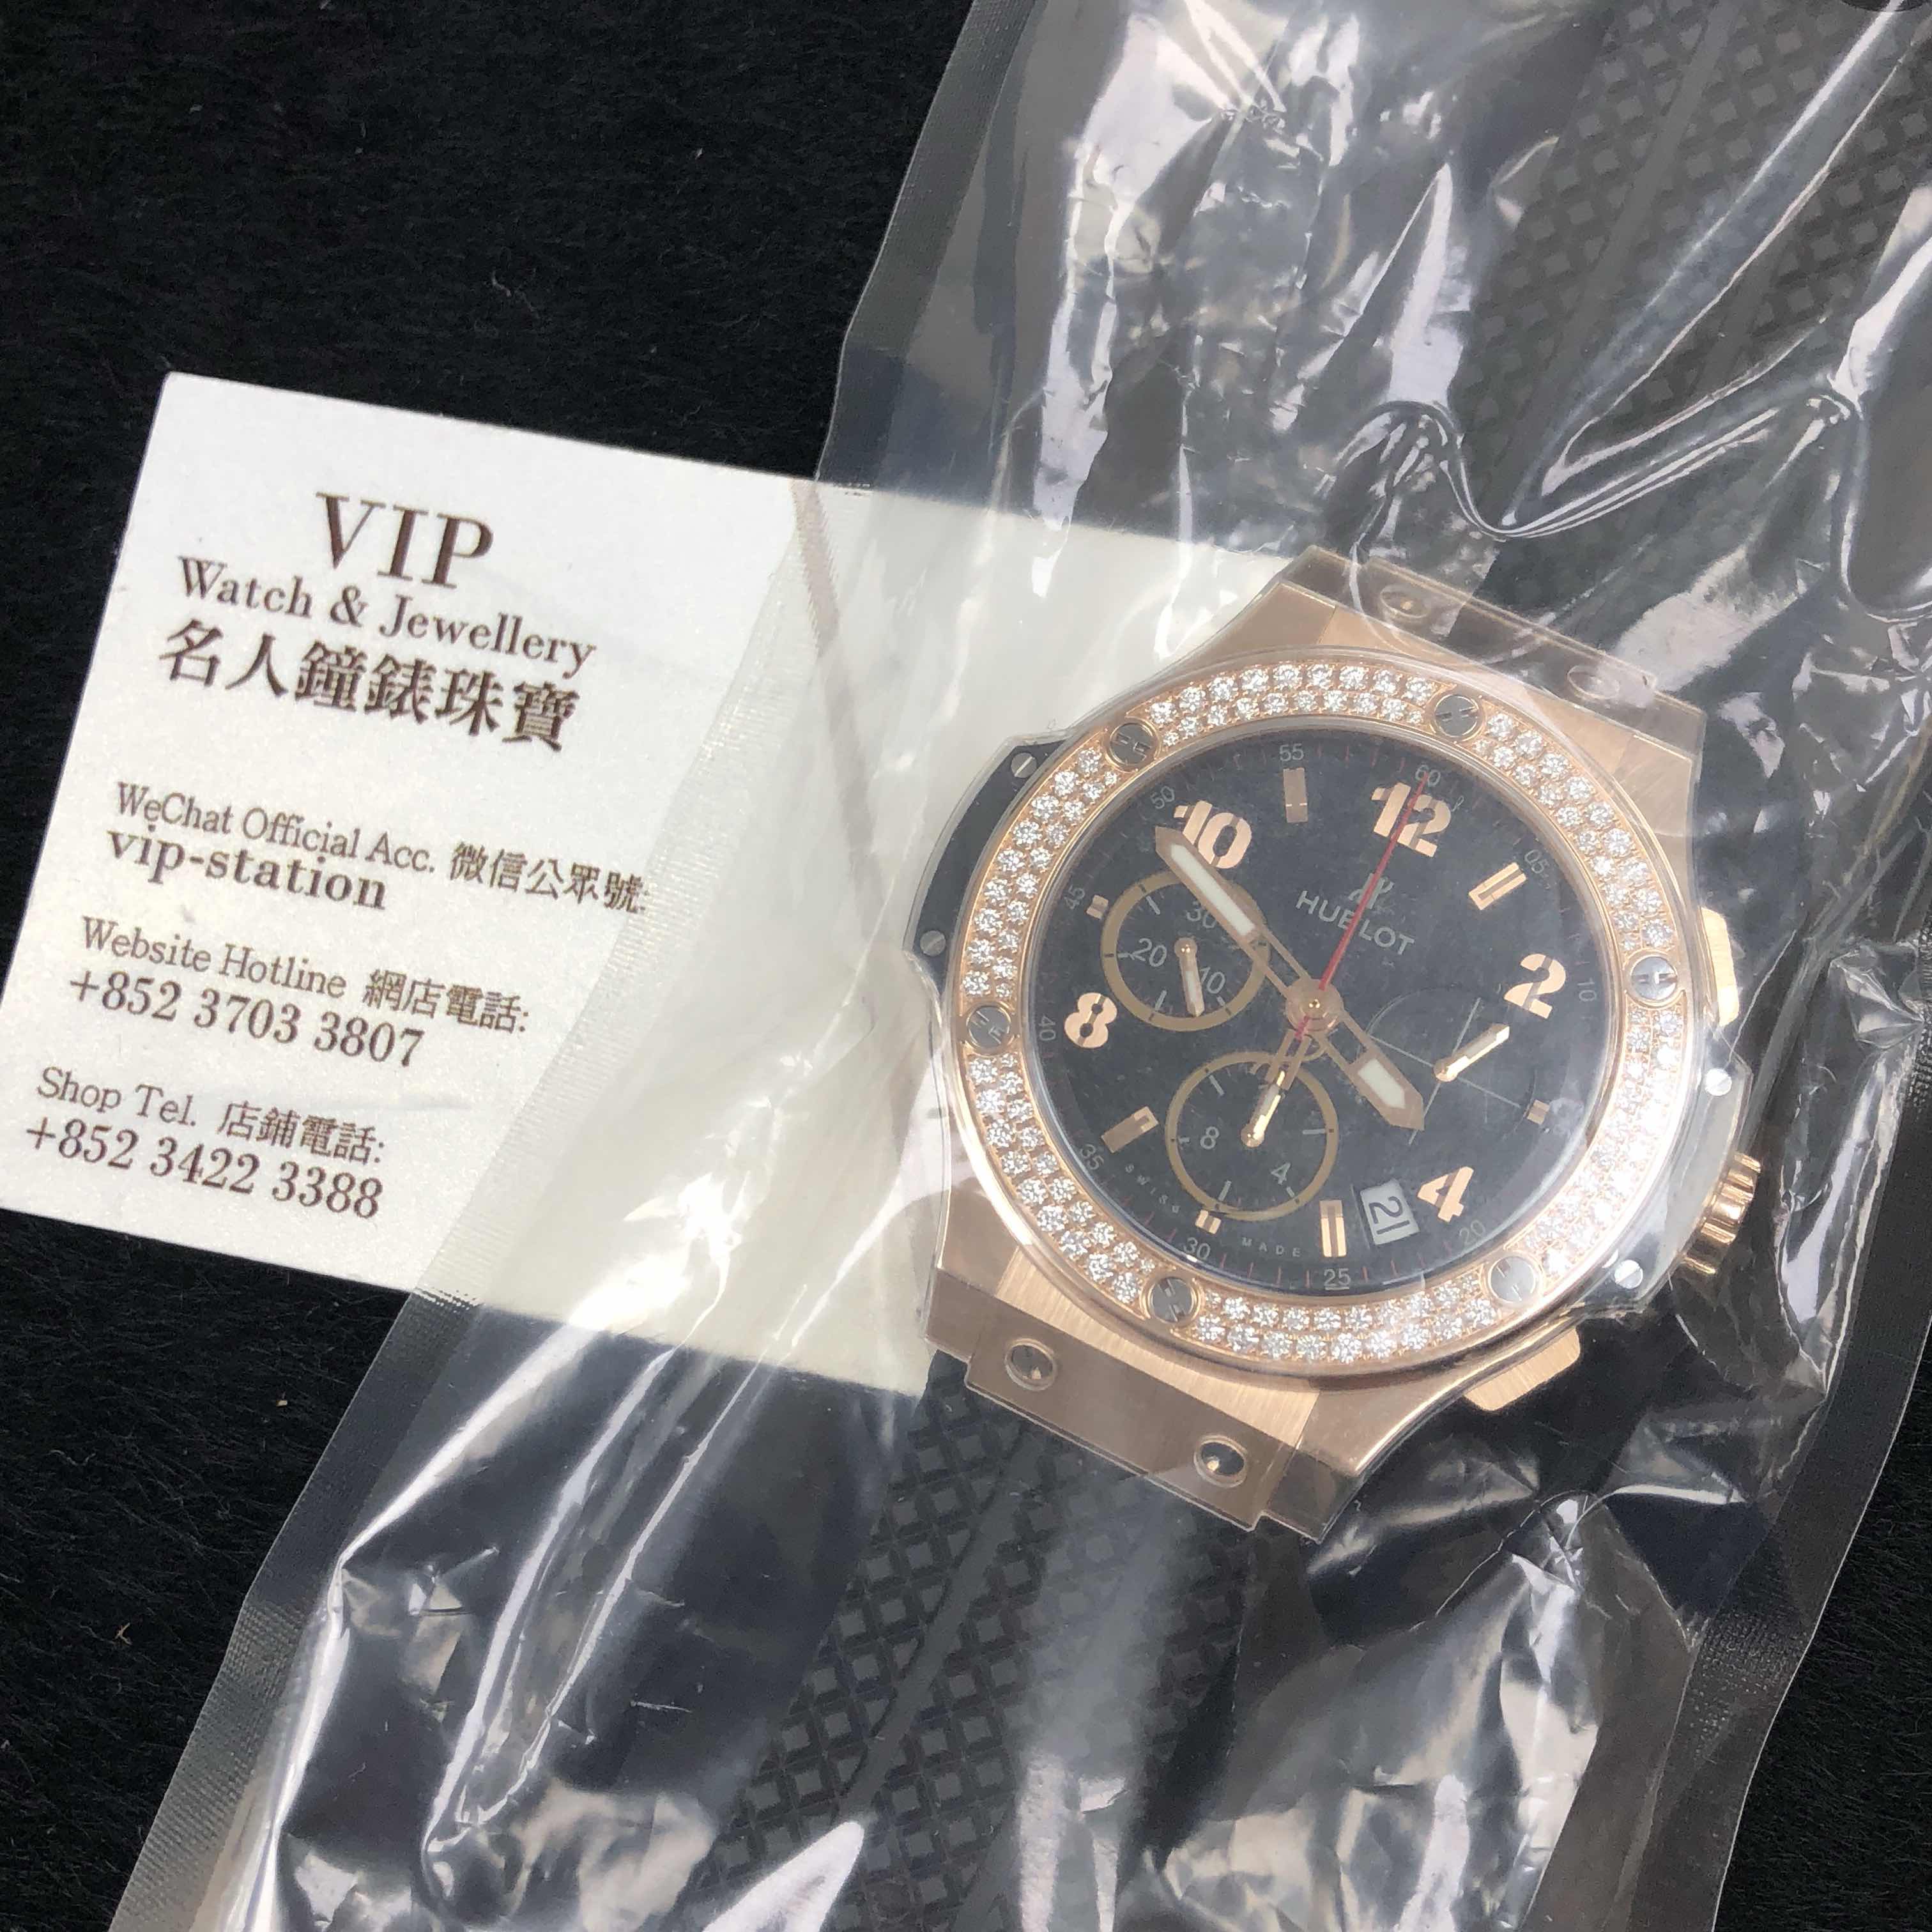 VIP
Watch & Jewellery
名人鐘錶珠寶
WeChat Official Acc. 微信公眾號:
vip-station
Website Hotline 網店電話:
+852 3703 3807
Shop Tel. 店鋪電話:
+852 3422 3388
55
60
05
50
10
12
45
30
HUBLOT
20
10
2
10
8
40
8
4
35
SWISS
MADE
30
25
21
4
20